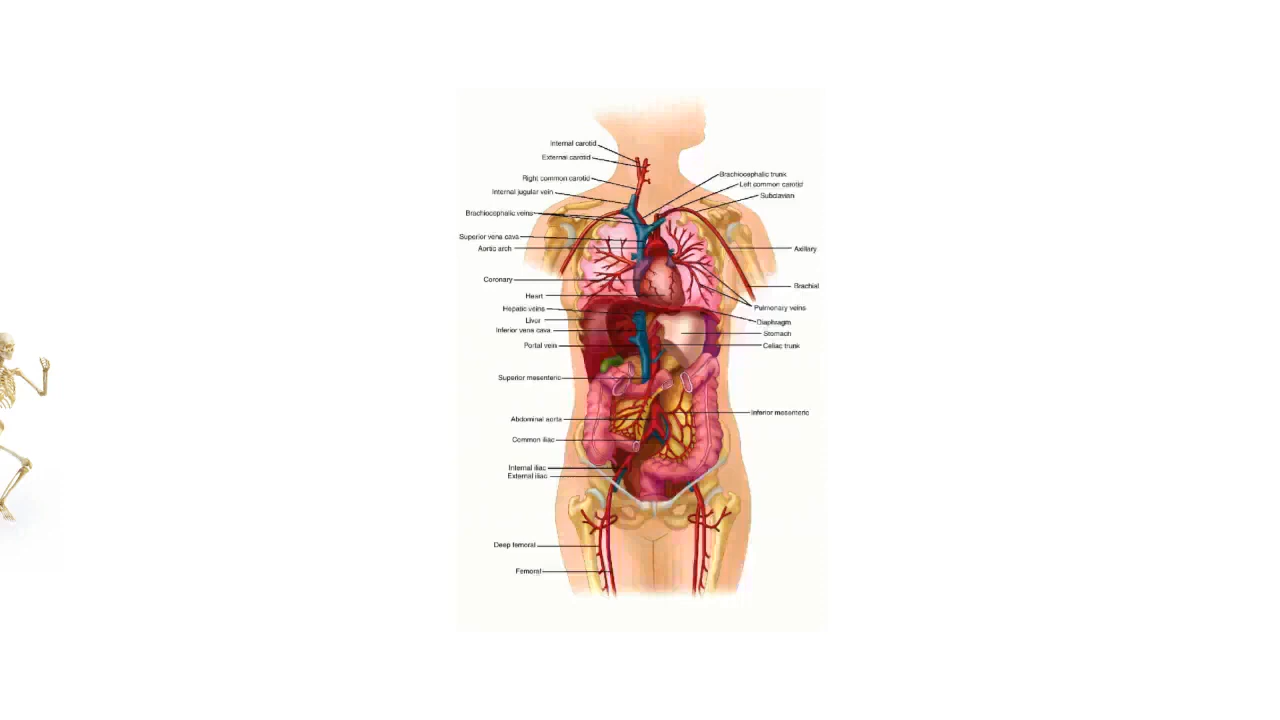 Internal carotid
External carotid
Right common carotid
Internal jugular vein
Brachiocephalic veins
Superior vena cava
Aortic arch
Coronary
Heart
Hepatic veins
Liver
Inferior vena cava
Portal vein
Superior mesenteric
Abdominal aorta
Common iliac
Internal iliac
External iliac
Deep femoral
Femoral
Brachiocephalic trunk
Left common carotid
Subclavian
Axillary
Brachial
Pulmonary veins
Diaphragm
Stomach
Celiac trunk
Inferior mesenteric